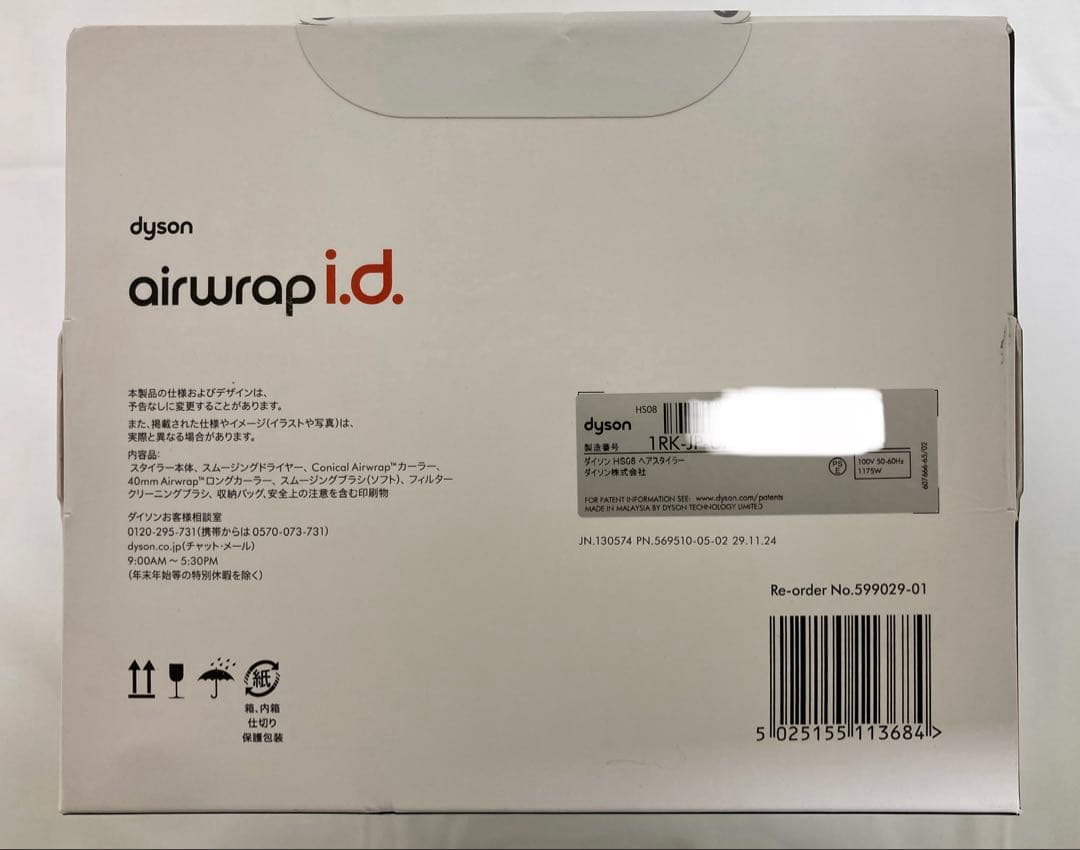 dyson
airwrap i.d.
本製品の仕様およびデザインは、
予告なしに変更することがあります。
また、掲載された仕様やイメージ(イラストや写真)は、
実際と異なる場合があります。
内容品:
スタイラー本体、スムージングドライヤー、Conical Airwrap™カーラー、
40mm Airwrap™ロングカーラー、スムージングブラシ(ソフト)、フィルター
クリーニングブラシ、収納バッグ、安全上の注意を含む印刷物
ダイソンお客様相談室
0120-295-731(携帯からは 0570-073-731)
dyson.co.jp(チャット・メール)
9:00AM ~ 5:30PM
(年末年始等の特別休暇を除く)
紙
箱、内箱
仕切り
保護包装
HS08
dyson
製造番号 1RK-JP
ダイソン HS08 ヘアスタイラー
ダイソン株式会社
PS E
100V 50-60Hz
1175W
607666-65/02
FOR PATENT INFORMATION SEE: www.dyson.com/patents
MADE IN MALAYSIA BY DYSON TECHNOLOGY LIMITED
JN.130574 PN.569510-05-02 29.11.24
Re-order No.599029-01
5 025155 113684 >